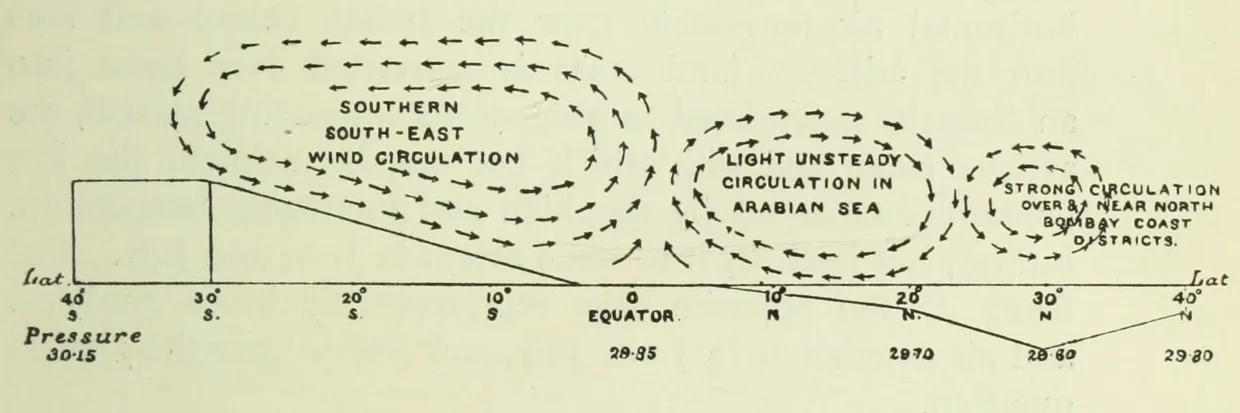 SOUTHERN
SOUTH-EAST
WIND CIRCULATION
LIGHT UNSTEADY
CIRCULATION IN
ARABIAN SEA
STRONG CIRCULATION
OVER & NEAR NORTH
BOMBAY COAST
DISTRICTS.
Lat. Lat
40° 30° 20° 10° 0. 10° 20° 30° 40°
S. S. S. S EQUATOR. N N. N N
Pressure
30·15 29·85 29·70 29·60 29·80